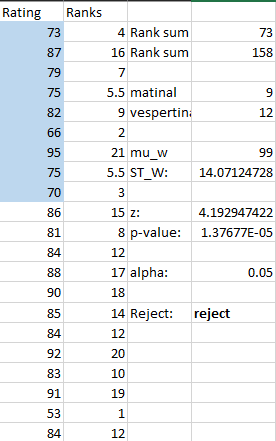 Rating Ranks
73 4 Rank sum 73
87 16 Rank sum 158
79 7
75 5.5 matinal 9
82 9 vespertina 12
66 2
95 21 mu_w 99
75 5.5 ST_W: 14.07124728
70 3
86 15 z: 4.192947422
81 8 p-value: 1.37677E-05
84 12
88 17 alpha: 0.05
90 18
85 14 Reject: reject
84 12
92 20
83 10
91 19
53 1
84 12